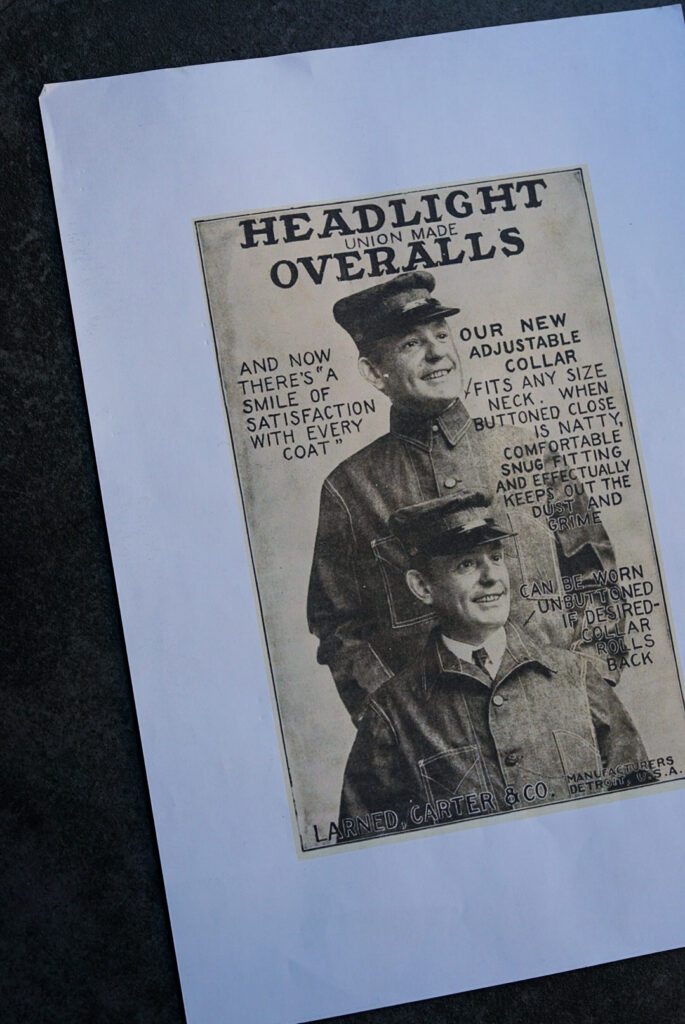 HEADLIGHT
UNION MADE
OVERALLS
AND NOW
THERE'S "A
SMILE OF
SATISFACTION
WITH EVERY
COAT"
OUR NEW
ADJUSTABLE
COLLAR
FITS ANY SIZE
NECK. WHEN
BUTTONED CLOSE
IS NATTY,
COMFORTABLE
SNUG FITTING
AND EFFECTUALLY
KEEPS OUT THE
DUST AND
GRIME
CAN BE WORN
UNBUTTONED
IF DESIRED-
COLLAR
ROLLS
BACK
LARNED, CARTER & CO.
MANUFACTURERS
DETROIT, U.S.A.